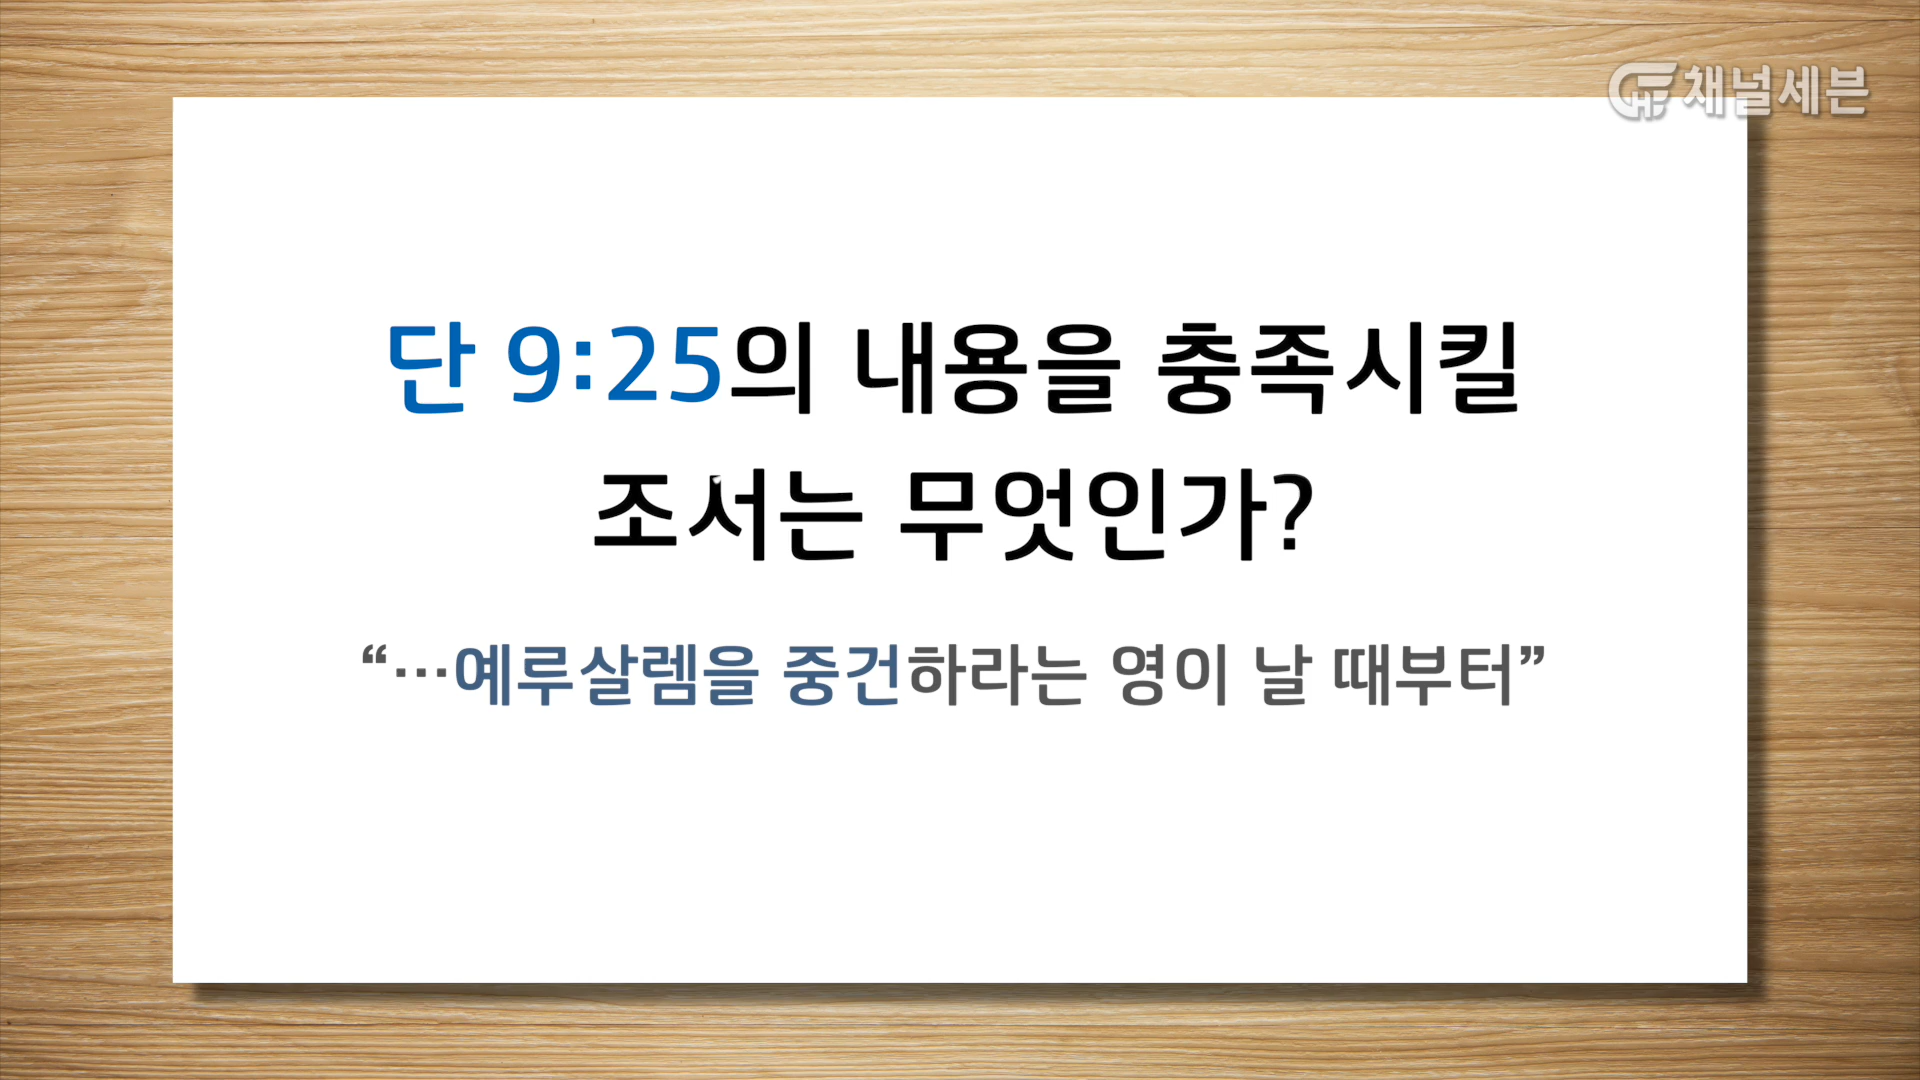 채널세븐
단 9:25의 내용을 충족시킬
조서는 무엇인가?
“…예루살렘을 중건하라는 영이 날 때부터”